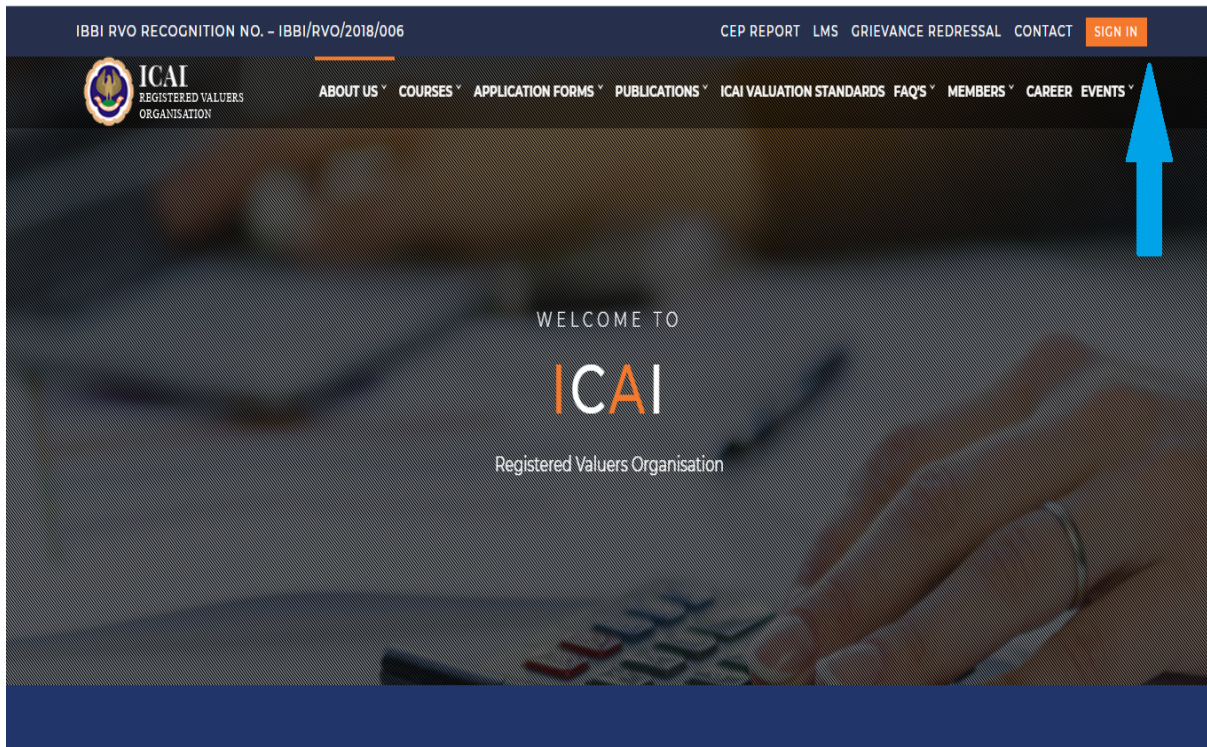 IBBI RVO RECOGNITION NO. – IBBI/RVO/2018/006 CEP REPORT LMS GRIEVANCE REDRESSAL CONTACT SIGN IN
ICAI
REGISTERED VALUERS
ORGANISATION
ABOUT US COURSES APPLICATION FORMS PUBLICATIONS ICAI VALUATION STANDARDS FAQ'S MEMBERS CAREER EVENTS
WELCOME TO
ICAI
Registered Valuers Organisation